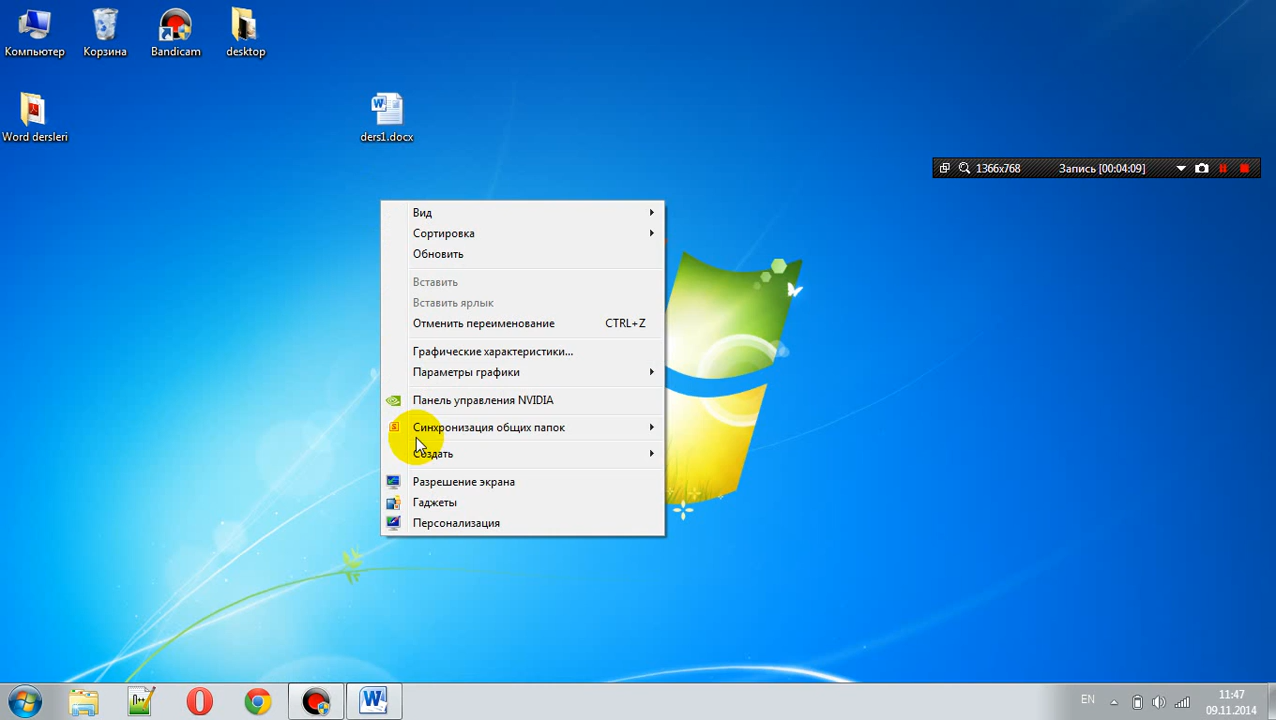 Компьютер
Корзина
Bandicam
desktop
Word dersleri
ders1.docx
1366x768
Запись [00:04:09]
Вид
Сортировка
Обновить
Вставить
Вставить ярлык
Отменить переименование CTRL+Z
Графические характеристики...
Параметры графики
Панель управления NVIDIA
Синхронизация общих папок
Создать
Разрешение экрана
Гаджеты
Персонализация
EN
11:47
09.11.2014